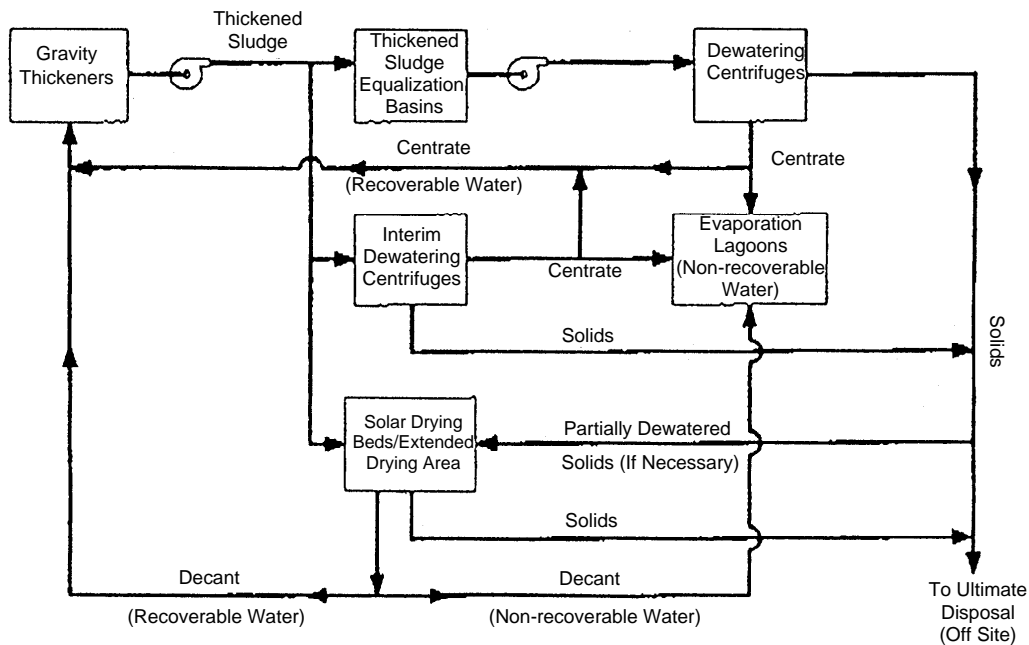 Thickened
Sludge
Gravity
Thickeners
Thickened
Sludge
Equalization
Basins
Dewatering
Centrifuges
Centrate
(Recoverable Water)
Centrate
Interim
Dewatering
Centrifuges
Centrate
Evaporation
Lagoons
(Non-recoverable
Water)
Solids
Solids
Solar Drying
Beds/Extended
Drying Area
Partially Dewatered
Solids (If Necessary)
Solids
Decant
(Recoverable Water)
Decant
(Non-recoverable Water)
To Ultimate
Disposal
(Off Site)